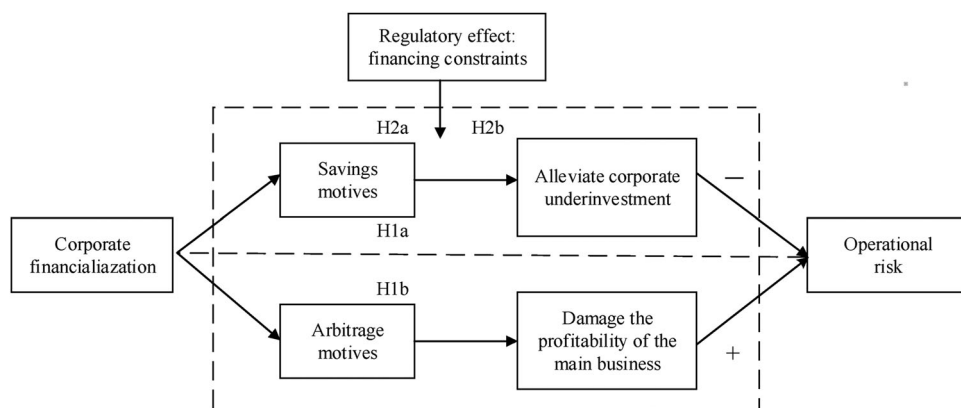 Regulatory effect:
financing constraints
H2a
H2b
Savings
motives
Alleviate corporate
underinvestment
—
H1a
Corporate
financialiazation
Operational
risk
H1b
Arbitrage
motives
Damage the
profitability of the
main business
+